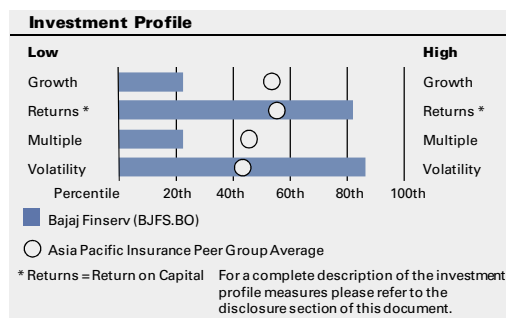 Investment Profile
Low High
Growth Growth
Returns * Returns *
Multiple Multiple
Volatility Volatility
Percentile 20th 40th 60th 80th 100th
Bajaj Finserv (BJFS.BO)
Asia Pacific Insurance Peer Group Average
* Returns = Return on Capital For a complete description of the investment
profile measures please refer to the
disclosure section of this document.